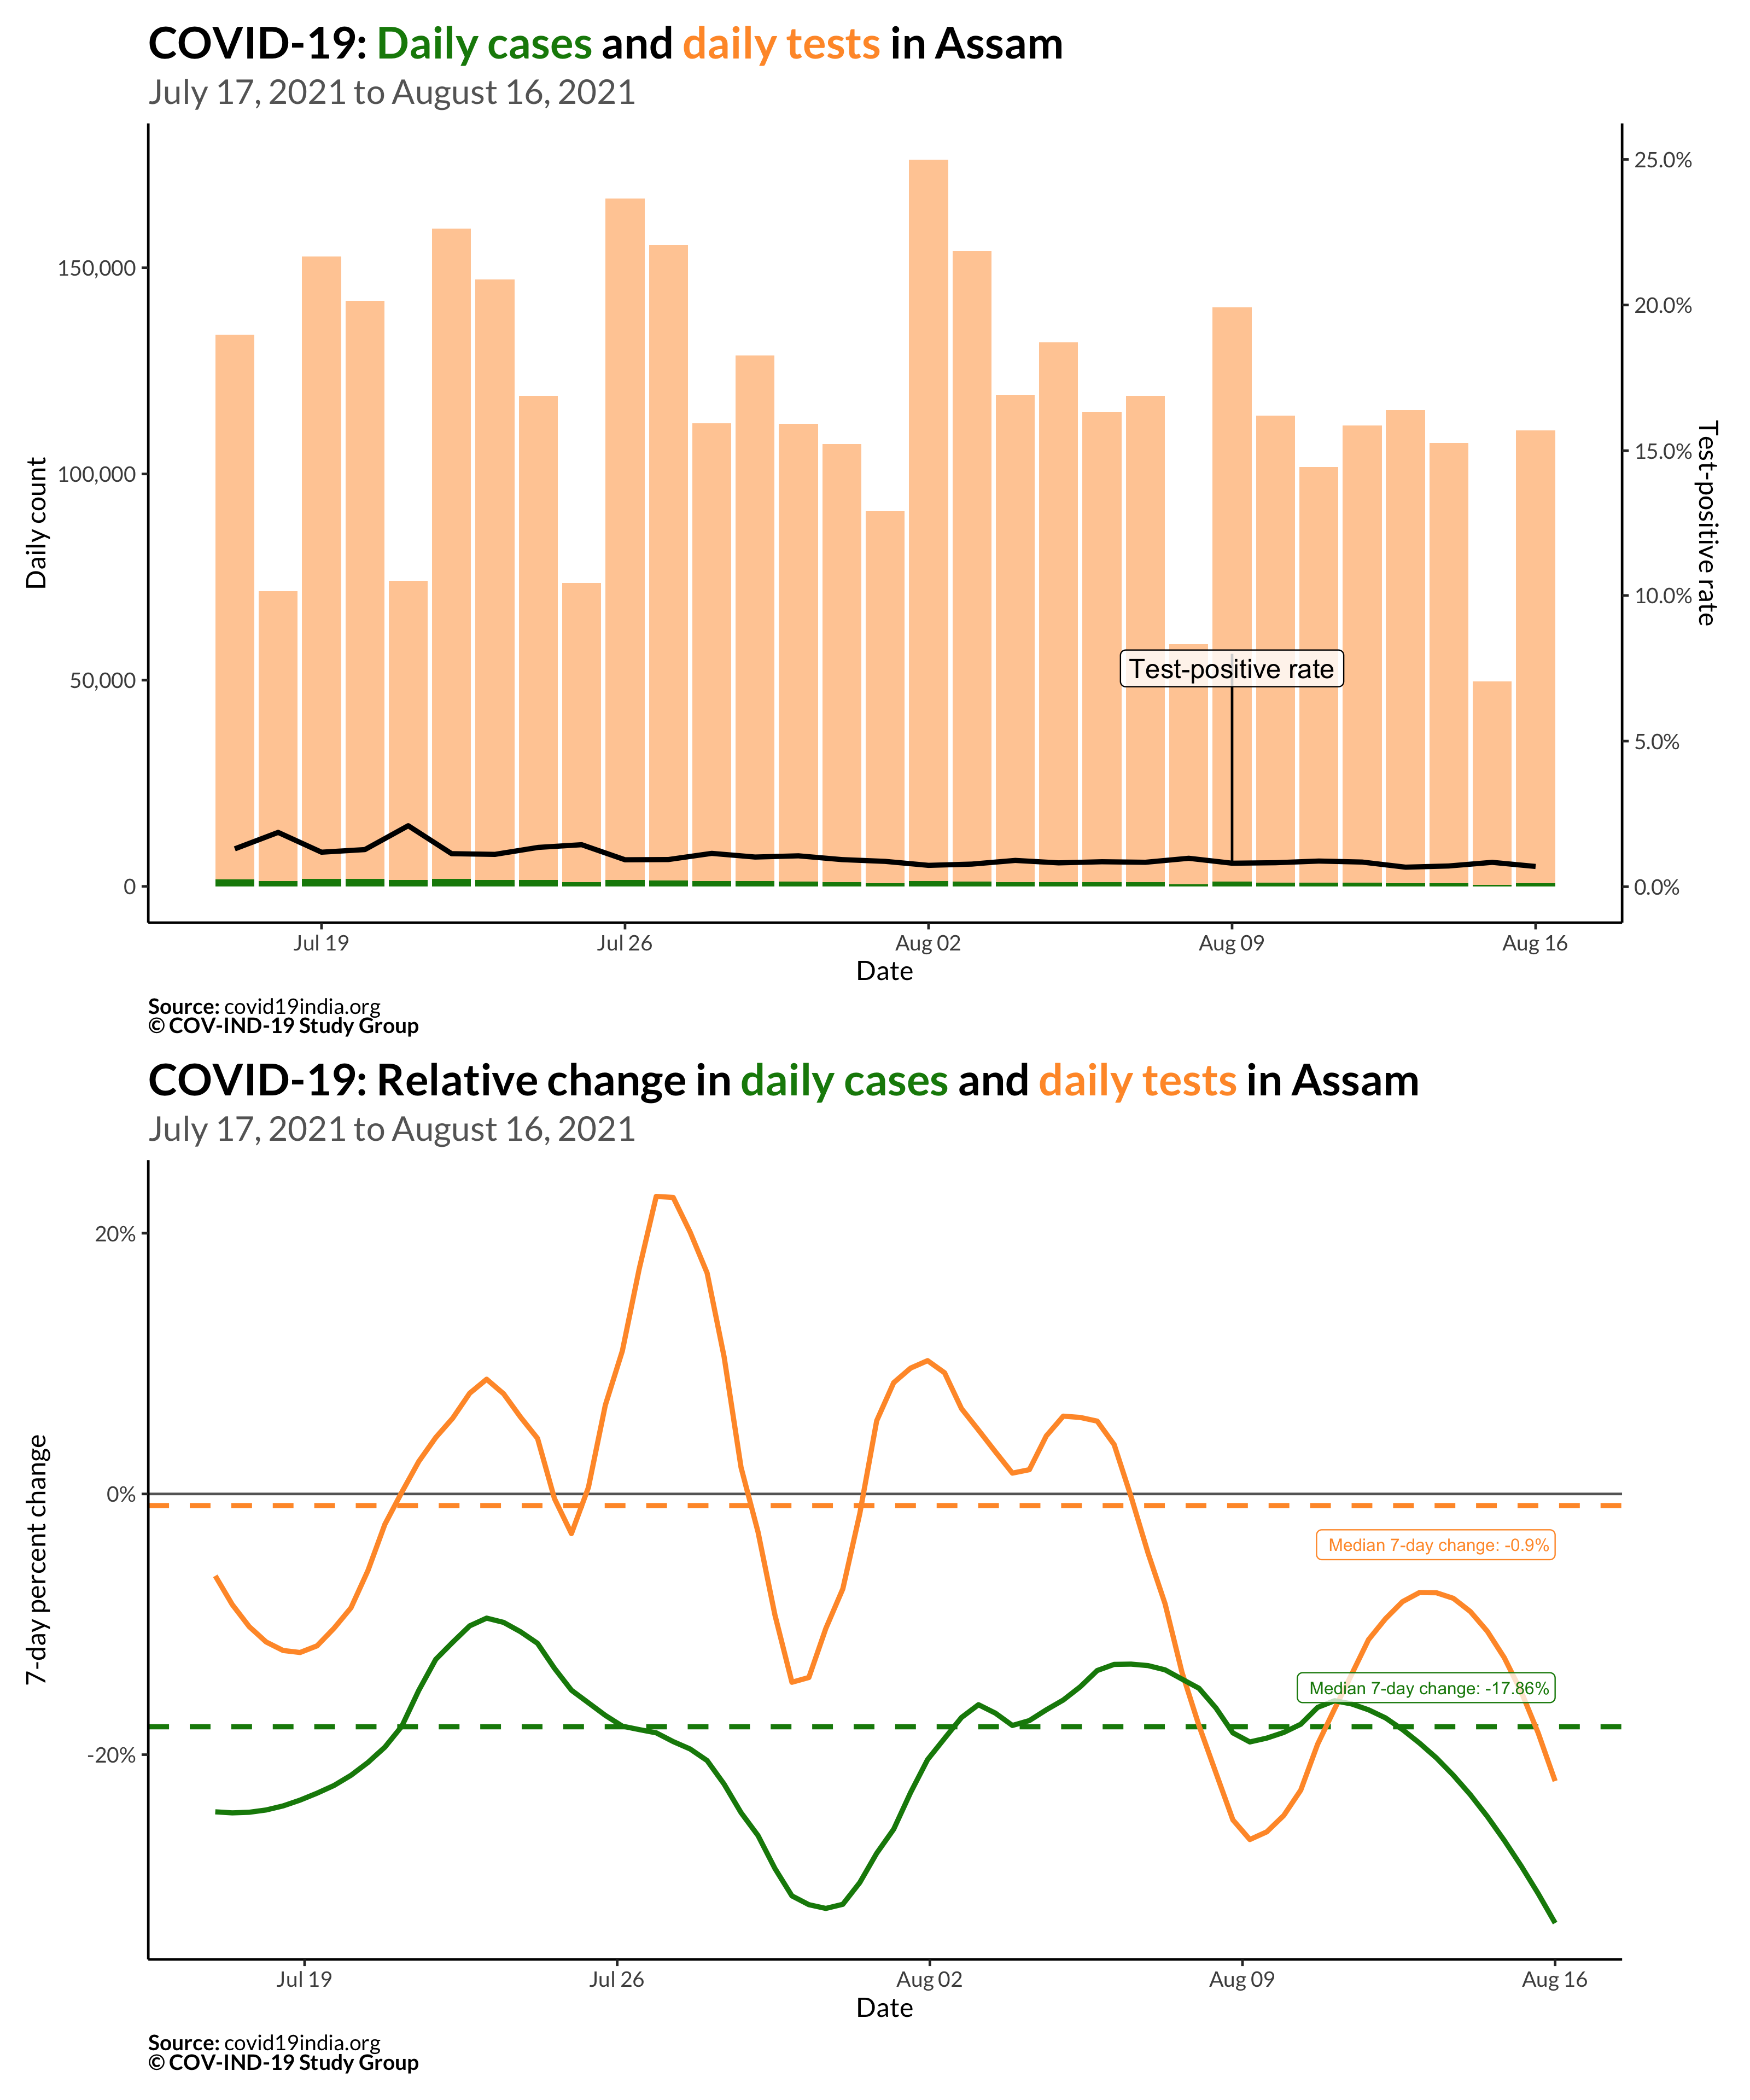 COVID-19: Daily cases and daily tests in Assam
July 17, 2021 to August 16, 2021
Daily count
150,000
100,000
50,000
0
25.0%
20.0%
15.0%
10.0%
5.0%
0.0%
Test-positive rate
Test-positive rate
Jul 19
Jul 26
Aug 02
Aug 09
Aug 16
Date
Source: covid19india.org
© COV-IND-19 Study Group
COVID-19: Relative change in daily cases and daily tests in Assam
July 17, 2021 to August 16, 2021
7-day percent change
20%
0%
-20%
Median 7-day change: -0.9%
Median 7-day change: -17.86%
Jul 19
Jul 26
Aug 02
Aug 09
Aug 16
Date
Source: covid19india.org
© COV-IND-19 Study Group